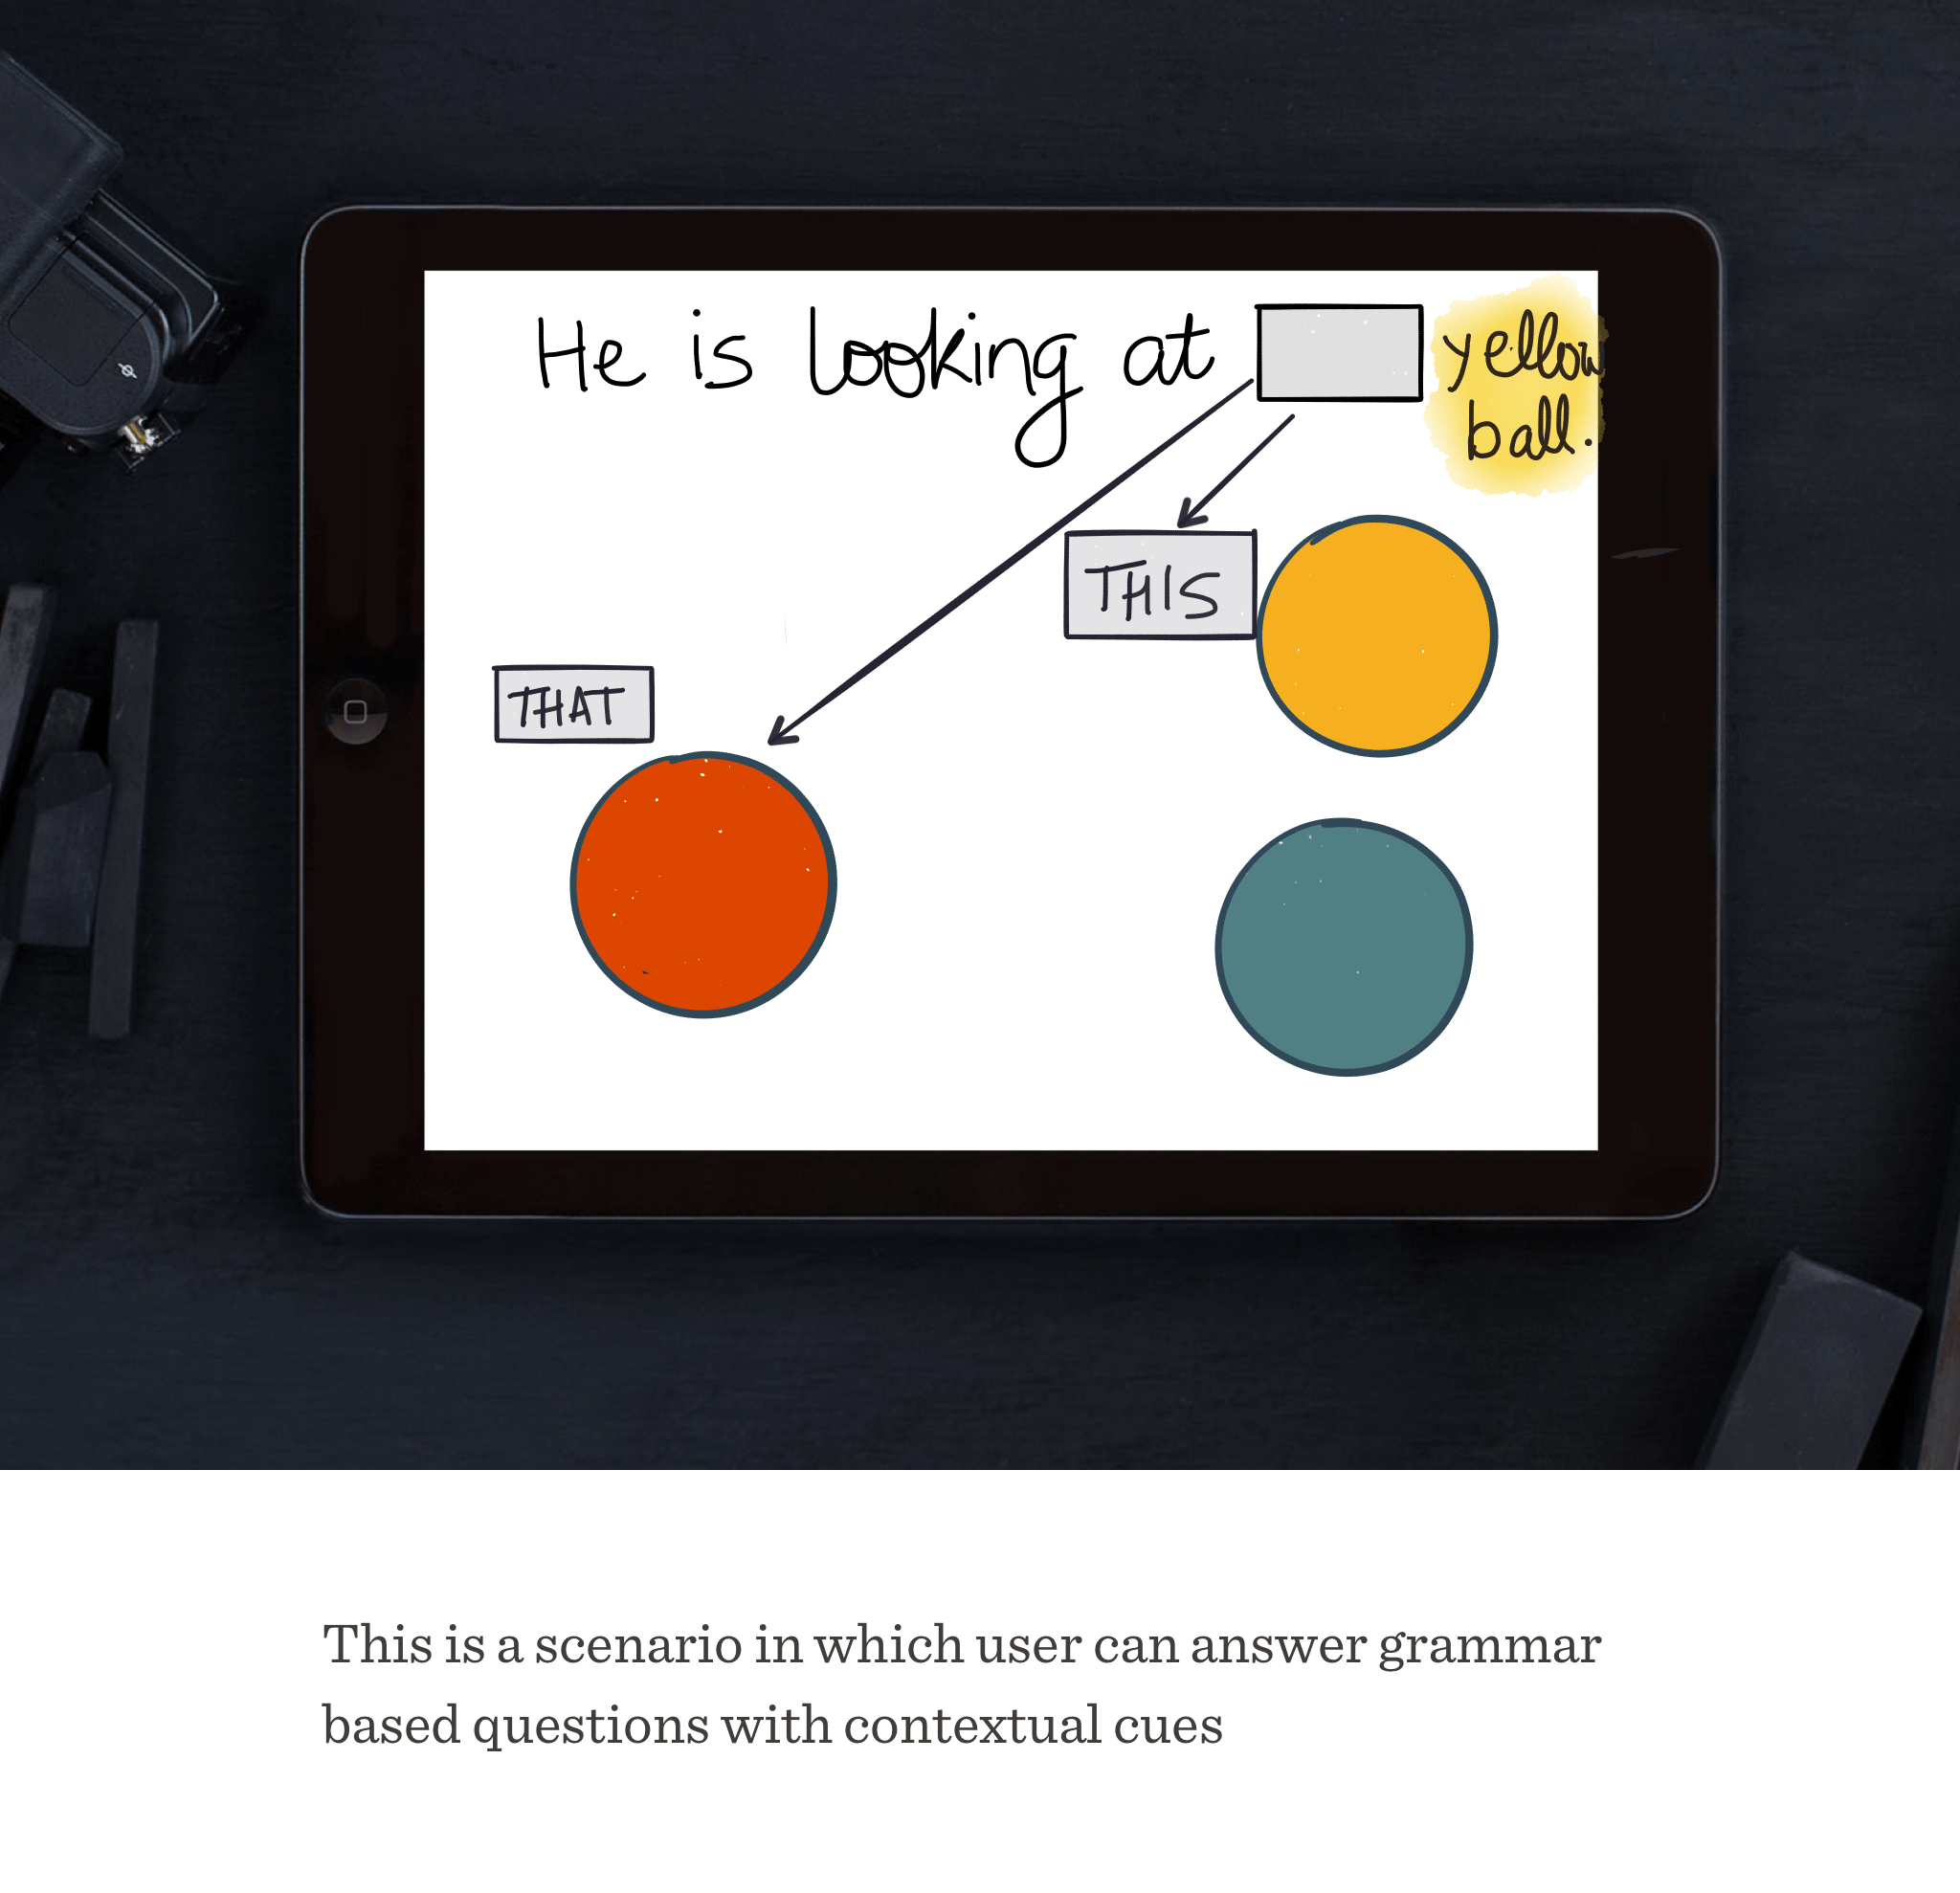 He is looking at yellow
ball.
THIS
THAT
This is a scenario in which user can answer grammar
based questions with contextual cues